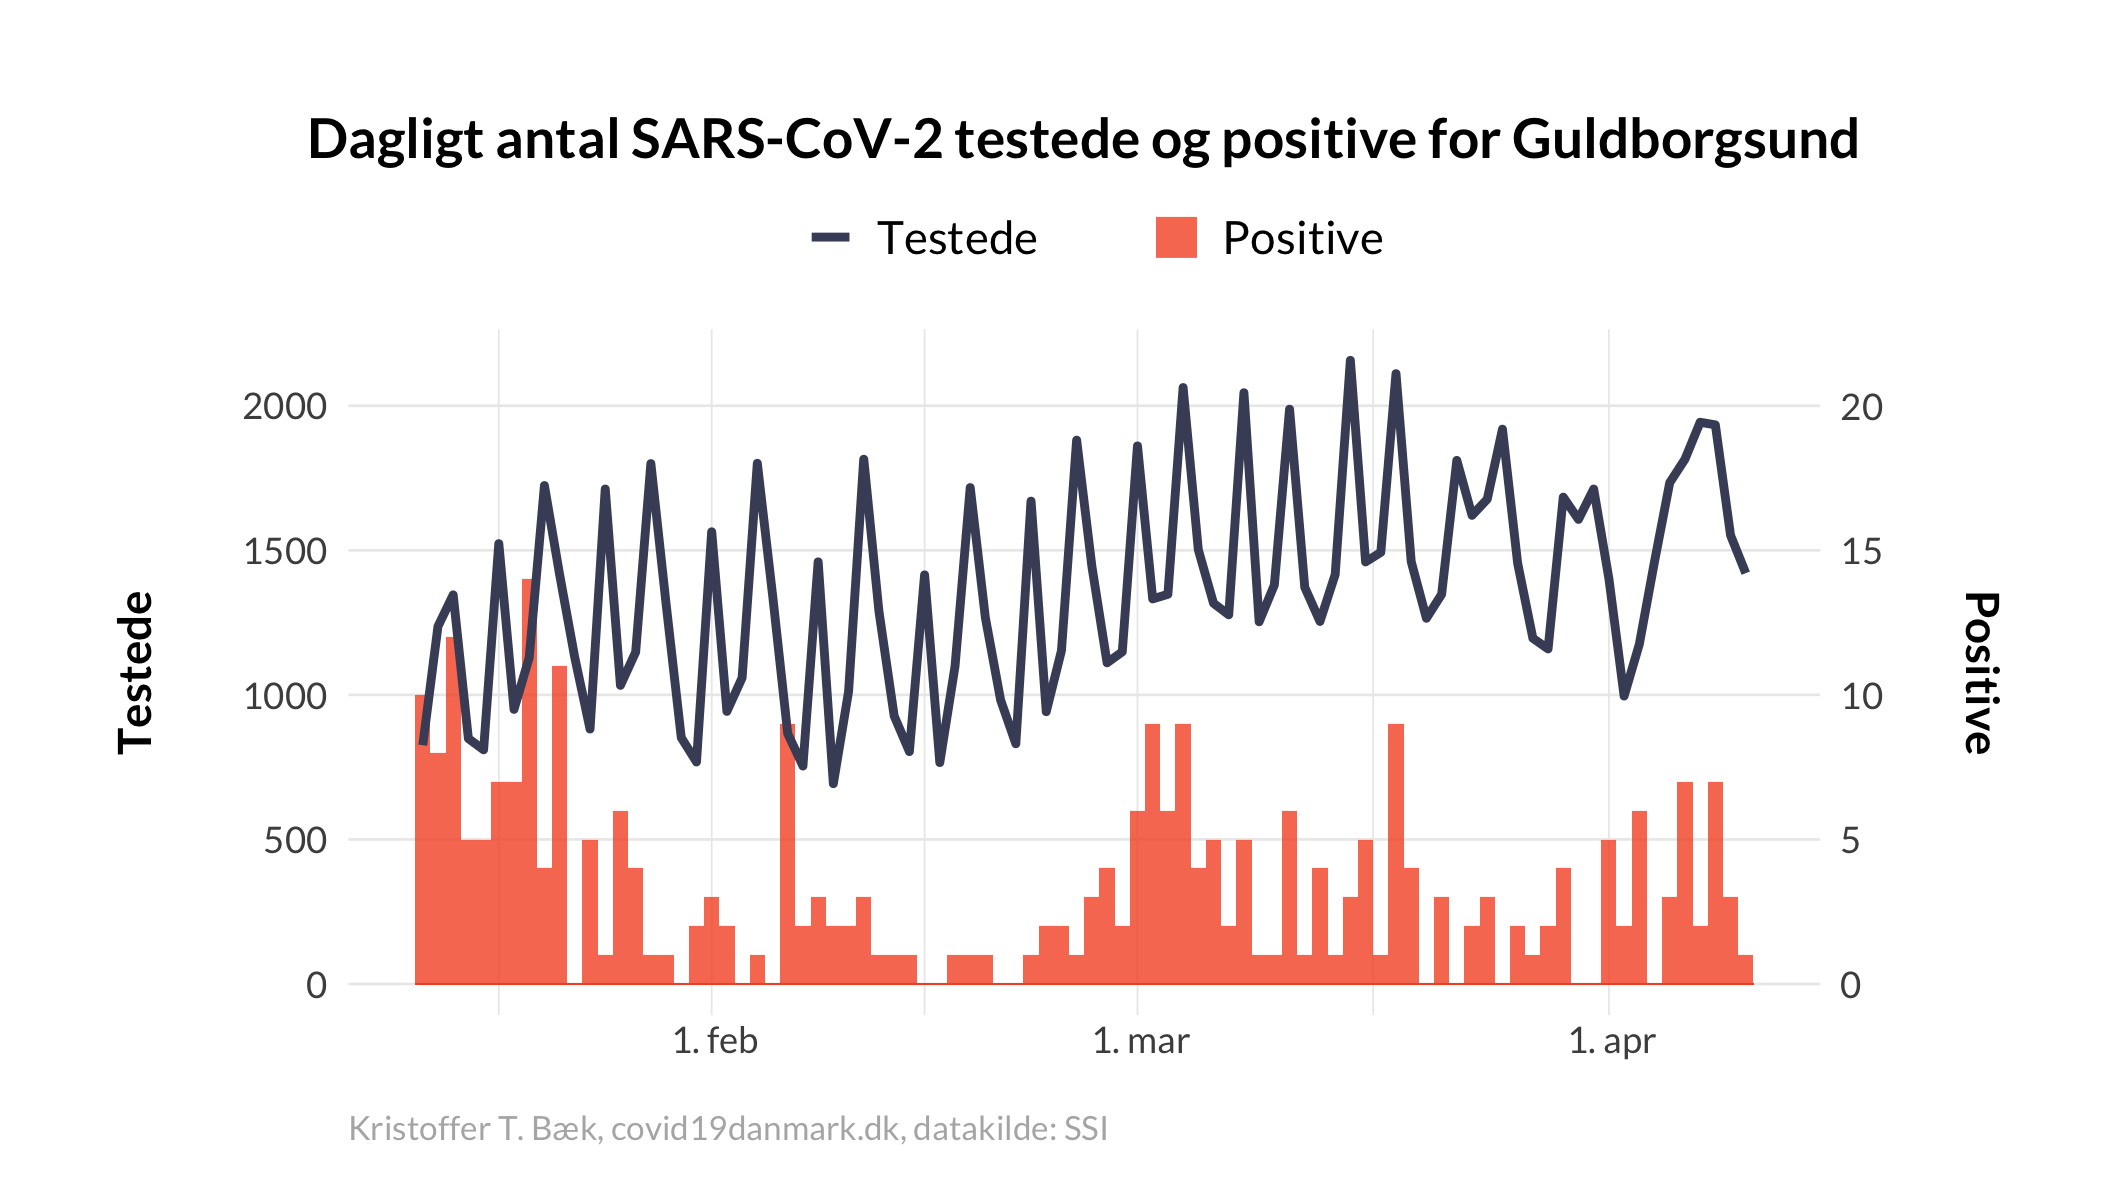 Dagligt antal SARS-CoV-2 testede og positive for Guldborgsund
Testede
Positive
2000
1500
1000
500
0
Testede
20
15
10
5
0
Positive
1. feb
1. mar
1. apr
Kristoffer T. Bæk, covid19danmark.dk, datakilde: SSI